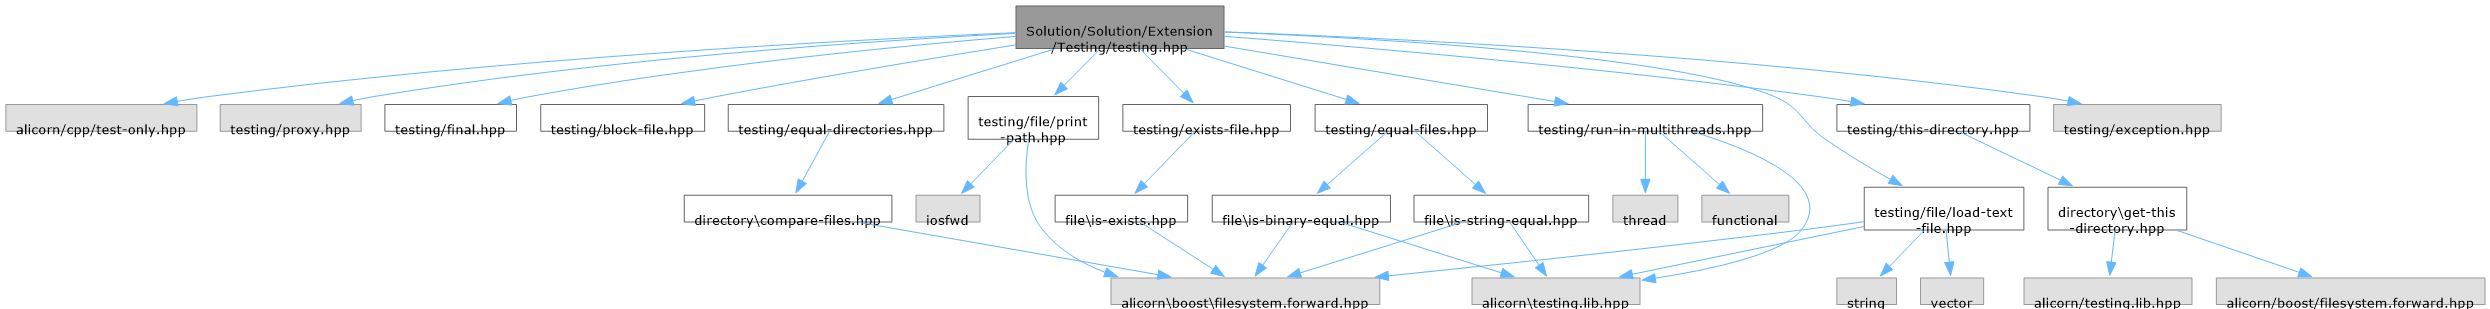 Solution/Solution/Extension
/Testing/testing.hpp
alicorn/cpp/test-only.hpp
testing/proxy.hpp
testing/final.hpp
testing/block-file.hpp
testing/equal-directories.hpp
testing/file/print
-path.hpp
testing/exists-file.hpp
testing/equal-files.hpp
testing/run-in-multithreads.hpp
testing/this-directory.hpp
testing/exception.hpp
directory\compare-files.hpp
iosfwd
file\is-exists.hpp
file\is-binary-equal.hpp
file\is-string-equal.hpp
thread
functional
testing/file/load-text
-file.hpp
directory\get-this
-directory.hpp
alicorn\boost\filesystem.forward.hpp
alicorn\testing.lib.hpp
string
vector
alicorn/testing.lib.hpp
alicorn/boost/filesystem.forward.hpp